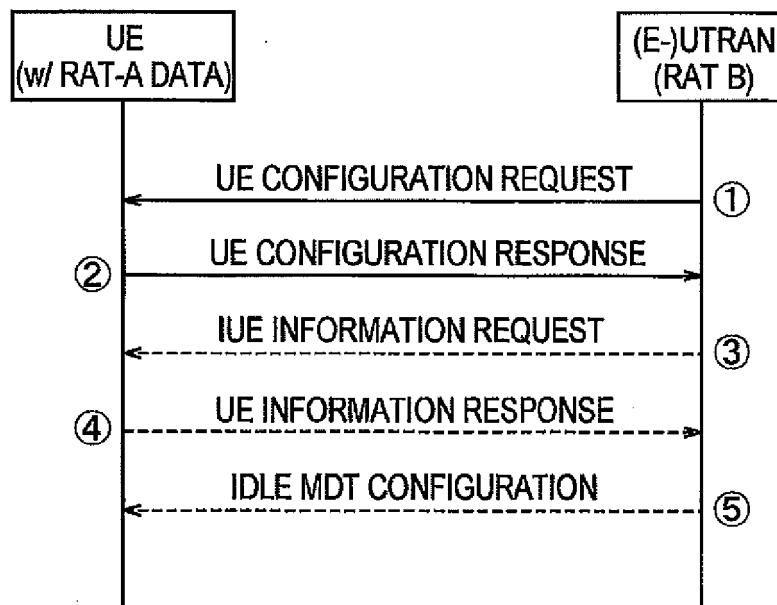 UE
(w/ RAT-A DATA)
(E-)UTRAN
(RAT B)
UE CONFIGURATION REQUEST
①
UE CONFIGURATION RESPONSE
②
IUE INFORMATION REQUEST
③
UE INFORMATION RESPONSE
④
IDLE MDT CONFIGURATION
⑤